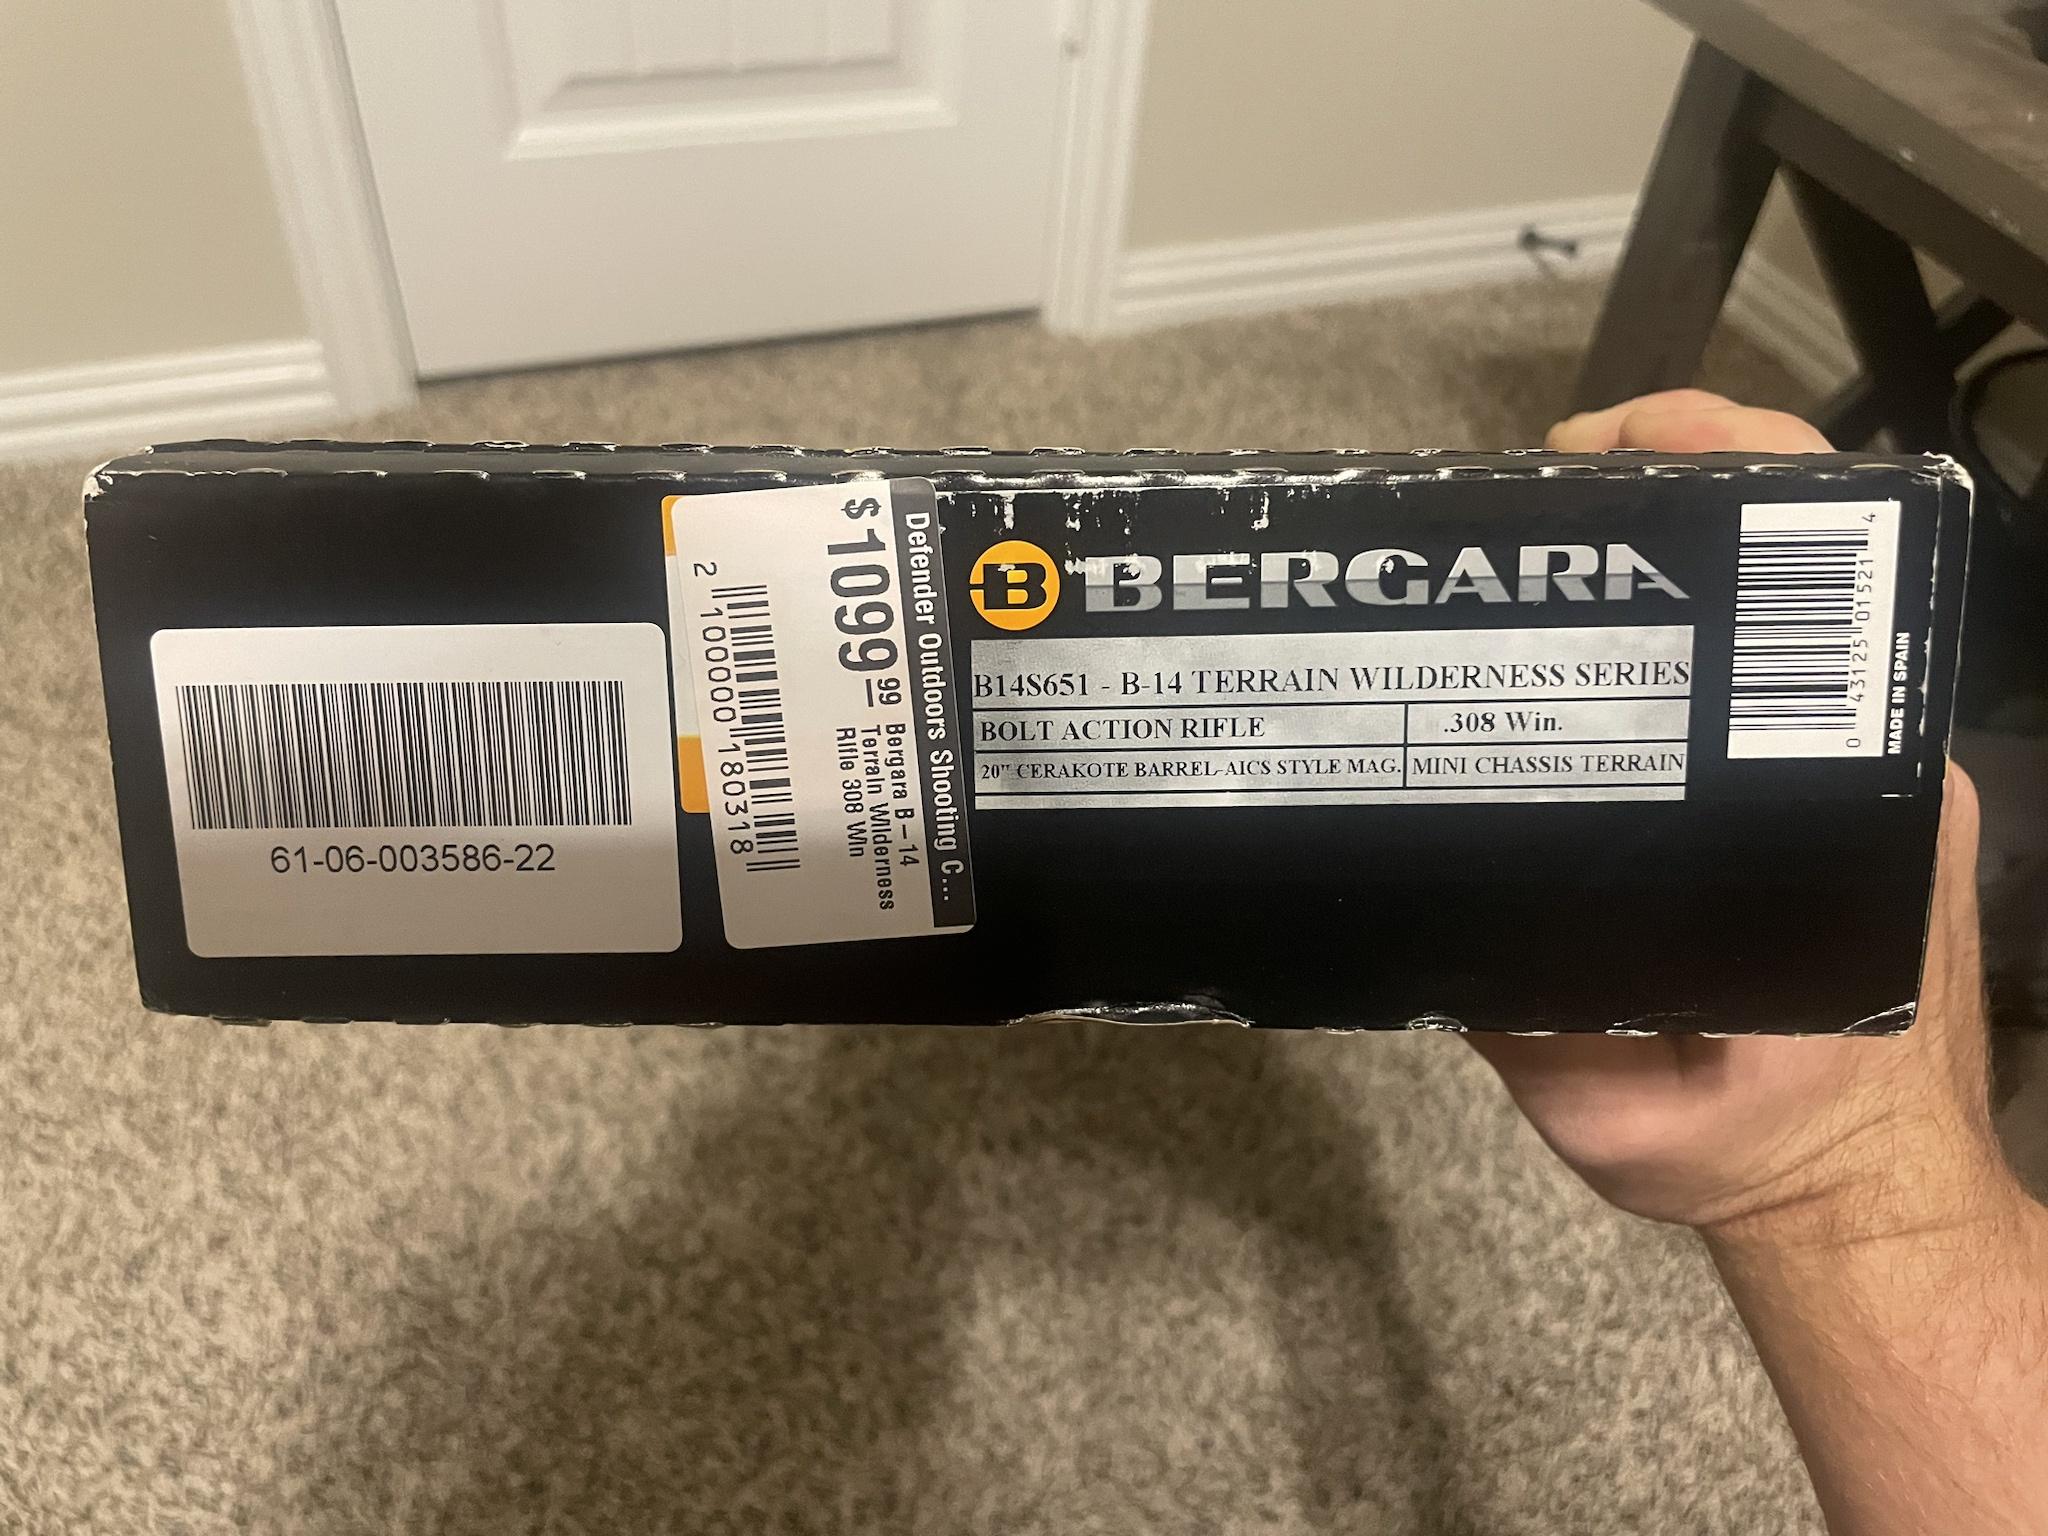 61-06-003586-22
Defender Outdoors Shooting C...
$1099.99
Bergara B-14
Terrain Wilderness
Rifle 308 Win
2 100000 180318
B BERGARA
B14S651 - B-14 TERRAIN WILDERNESS SERIES
BOLT ACTION RIFLE .308 Win.
20" CERAKOTE BARREL-AICS STYLE MAG. MINI CHASSIS TERRAIN
0 43125 01521 4
MADE IN SPAIN